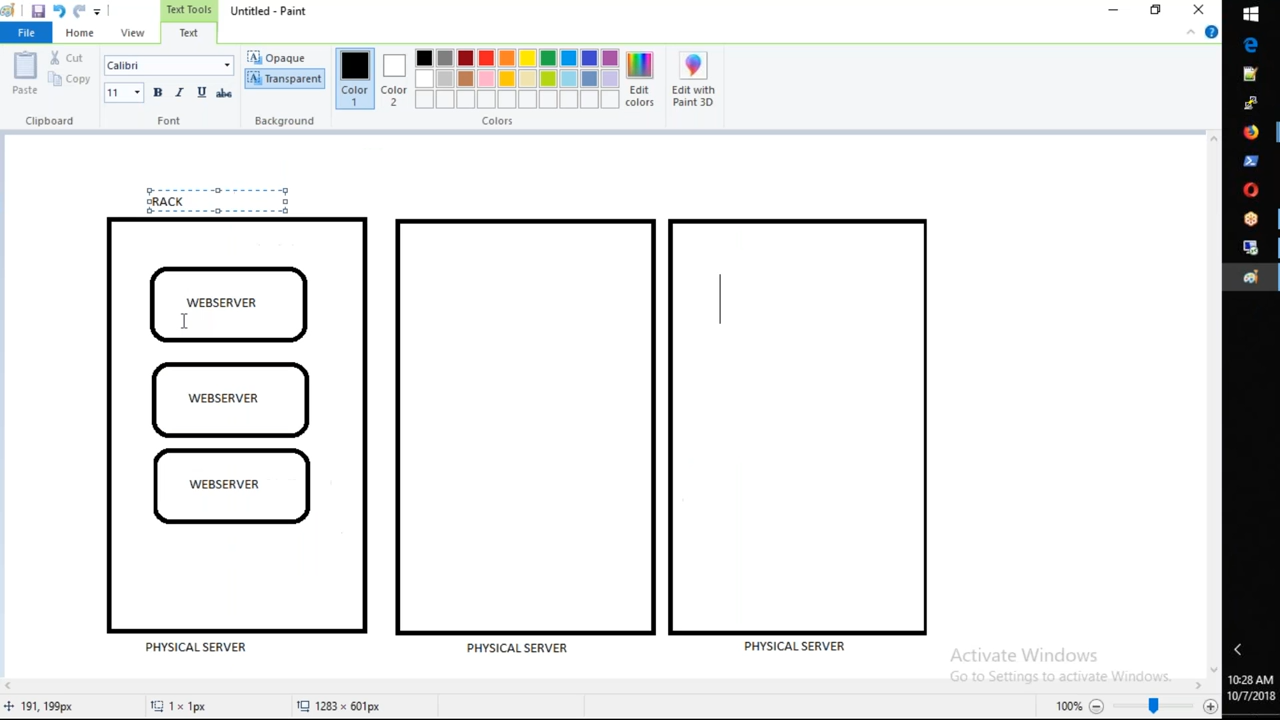 Text Tools
Untitled - Paint
File
Home
View
Text
Paste
Cut
Copy
Clipboard
Calibri
11
B I U abc
Font
Opaque
Transparent
Background
Color 1
Color 2
Edit colors
Colors
Edit with Paint 3D
RACK
WEBSERVER
WEBSERVER
WEBSERVER
PHYSICAL SERVER
PHYSICAL SERVER
PHYSICAL SERVER
Activate Windows
Go to Settings to activate Windows.
191, 199px
1 × 1px
1283 × 601px
100%
10:28 AM
10/7/2018